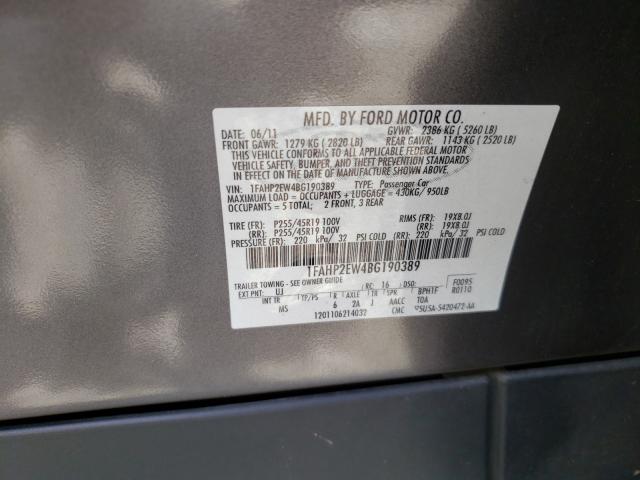 MFD. BY FORD MOTOR CO.
DATE 06/11 GVWR: 2386 KG ( 5260 LB)
FRONT GAWR: 1279 KG ( 2820 LB) REAR GAWR: 1143 KG ( 2520 LB)
THIS VEHICLE CONFORMS TO ALL APPLICABLE FEDERAL MOTOR
VEHICLE SAFETY, BUMPER, AND THEFT PREVENTION STANDARDS
IN EFFECT ON THE DATE OF MANUFACTURE SHOWN ABOVE.
VIN: 1FAHP2EW4BG190389 TYPE: Passenger Car
MAXIMUM LOAD = OCCUPANTS + LUGGAGE = 430KG/ 950LB
OCCUPANTS = 5 TOTAL: 2 FRONT, 3 REAR
TIRE (FR): P255/45R19 100V RIMS (FR): 19X8.0J
(RR): P255/45R19 100V (RR): 19X8.0J
PRESSURE (FR): 220 kPa/ 32 PSI COLD (RR) 220 kPa/ 32 PSI COLD
1FAHP2EW4BG190389
TRAILER TOWING - SEE OWNER GUIDE
EXT PNT: UJ RC: 16 DSO: F0095
INT TR TP/PS R AXLE TR SPR BPHTF R0110
MS 6 2A J AACC TOA
1201106214032 CMC